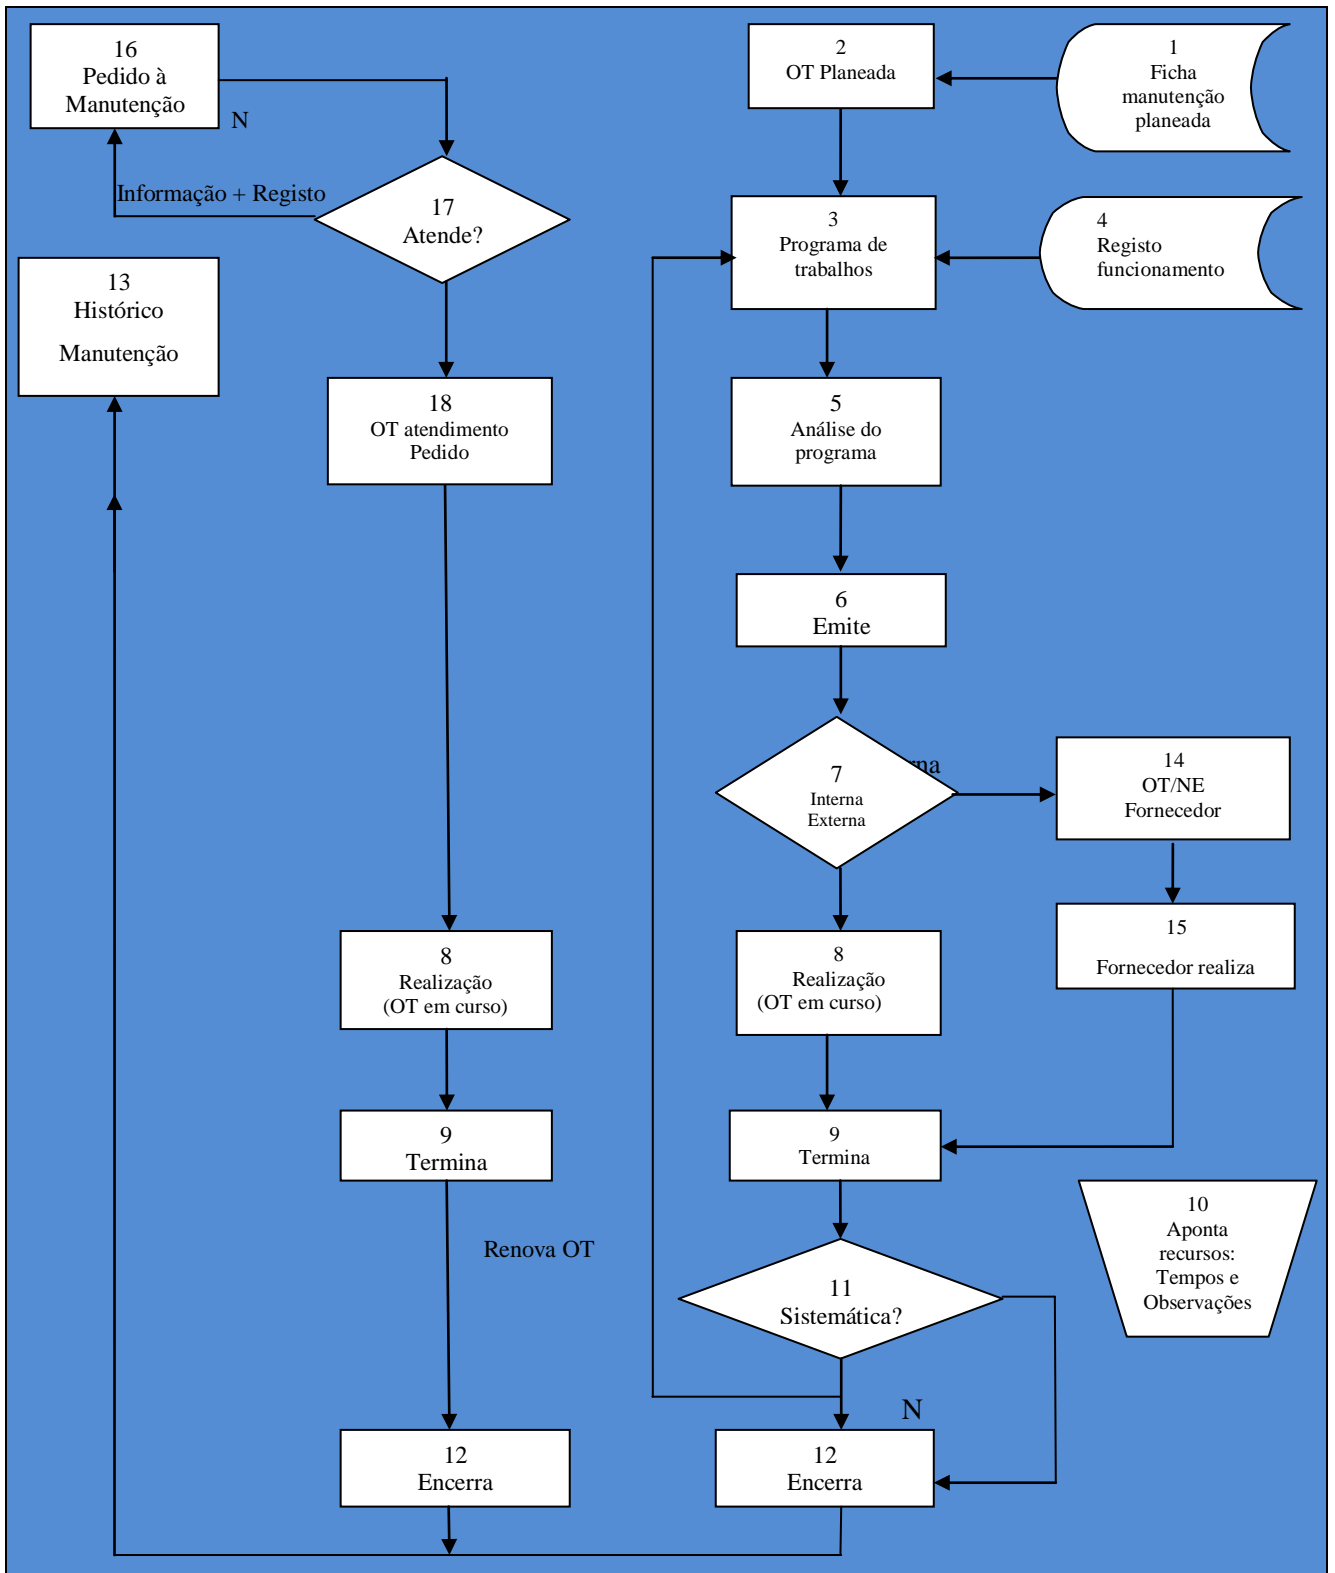 16
Pedido à
Manutenção
N
Informação + Registo
17
Atende?
13
Histórico
Manutenção
18
OT atendimento
Pedido
8
Realização
(OT em curso)
9
Termina
Renova OT
12
Encerra
2
OT Planeada
1
Ficha
manutenção
planeada
3
Programa de
trabalhos
4
Registo
funcionamento
5
Análise do
programa
6
Emite
7
Interna
Externa
14
OT/NE
Fornecedor
15
Fornecedor realiza
8
Realização
(OT em curso)
9
Termina
10
Aponta
recursos:
Tempos e
Observações
11
Sistemática?
N
12
Encerra